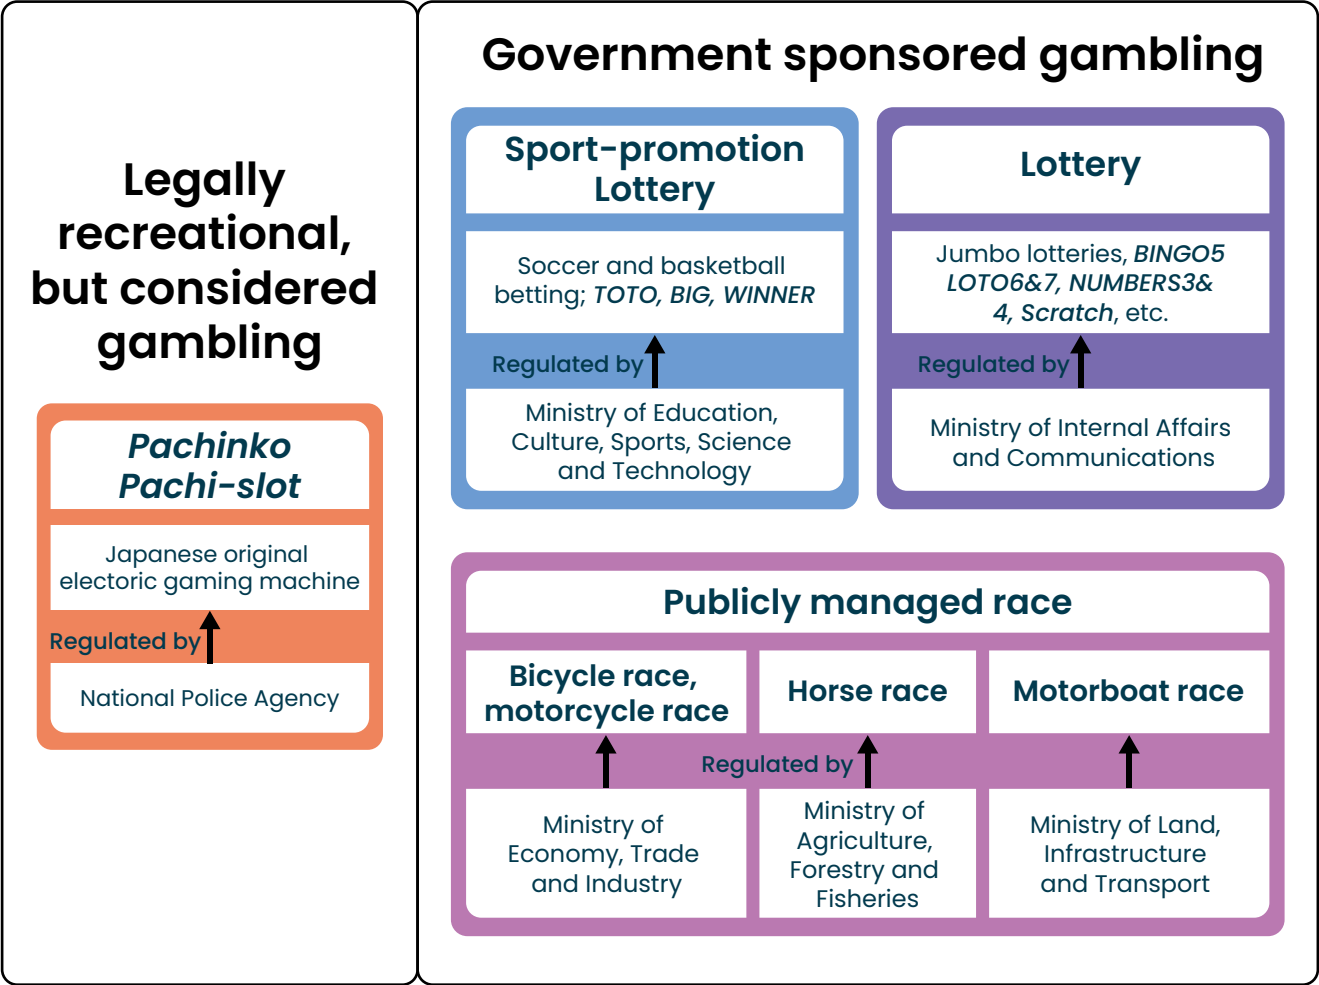 Legally
recreational,
but considered
gambling
Pachinko
Pachi-slot
Japanese original
electoric gaming machine
Regulated by
National Police Agency
Government sponsored gambling
Sport-promotion
Lottery
Soccer and basketball
betting; TOTO, BIG, WINNER
Regulated by
Ministry of Education,
Culture, Sports, Science
and Technology
Lottery
Jumbo lotteries, BINGO5
LOTO6&7, NUMBERS3&
4, Scratch, etc.
Regulated by
Ministry of Internal Affairs
and Communications
Publicly managed race
Bicycle race,
motorcycle race
Horse race
Motorboat race
Regulated by
Ministry of
Economy, Trade
and Industry
Ministry of
Agriculture,
Forestry and
Fisheries
Ministry of Land,
Infrastructure
and Transport